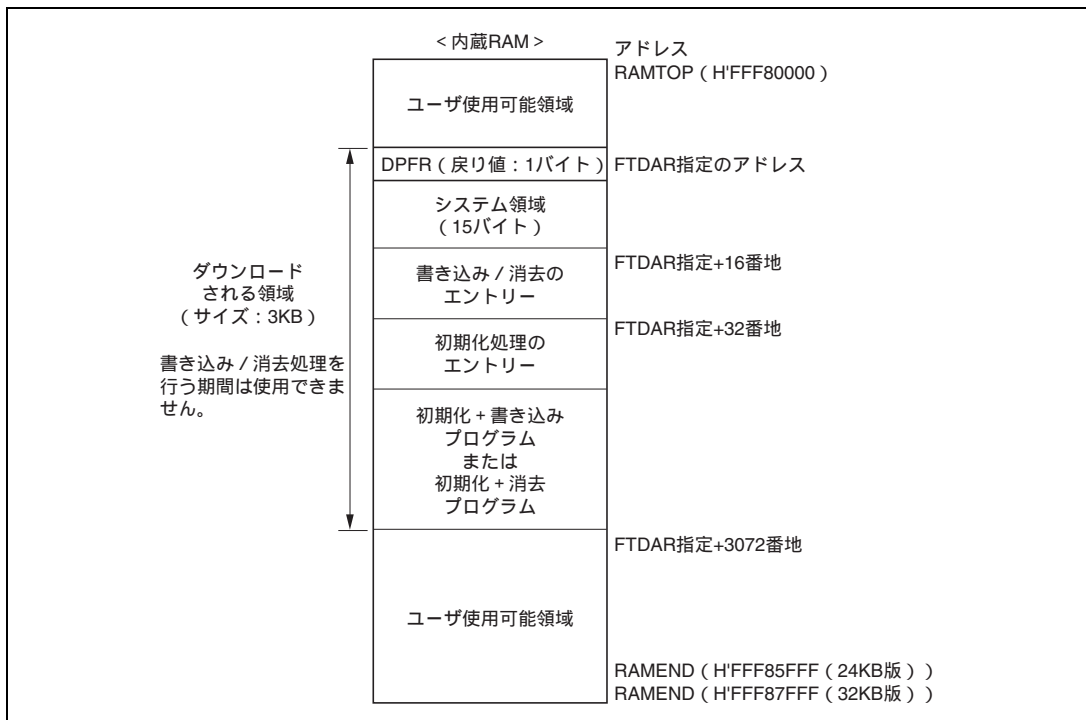 ＜内蔵RAM＞
アドレス
RAMTOP（H'FFF80000）
ユーザ使用可能領域
DPFR（戻り値：1バイト）
FTDAR指定のアドレス
システム領域
（15バイト）
ダウンロード
される領域
（サイズ：3KB）
書き込み／消去処理を
行う期間は使用できま
せん。
書き込み／消去の
エントリー
FTDAR指定+16番地
初期化処理の
エントリー
FTDAR指定+32番地
初期化＋書き込み
プログラム
または
初期化＋消去
プログラム
FTDAR指定+3072番地
ユーザ使用可能領域
RAMEND（H'FFF85FFF（24KB版））
RAMEND（H'FFF87FFF（32KB版））